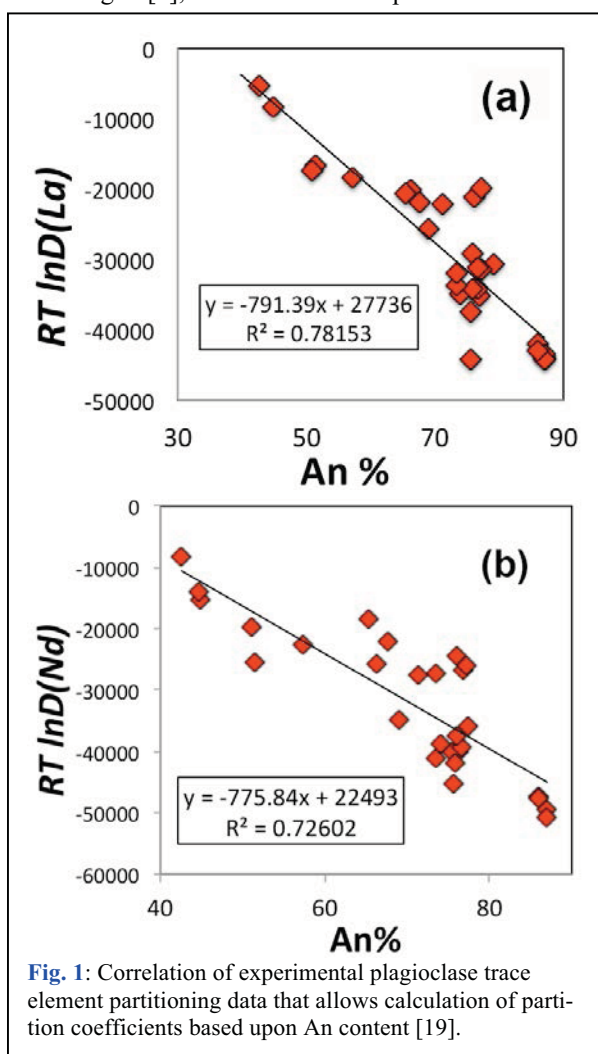 0
-10000
-20000
-30000
-40000
-50000
RT lnD(La)
(a)
y = -791.39x + 27736
R² = 0.78153
30 50 70 90
An %
0
-10000
-20000
-30000
-40000
-50000
-60000
RT lnD(Nd)
(b)
y = -775.84x + 22493
R² = 0.72602
40 60 80
An%
Fig. 1: Correlation of experimental plagioclase trace
element partitioning data that allows calculation of parti-
tion coefficients based upon An content [19].